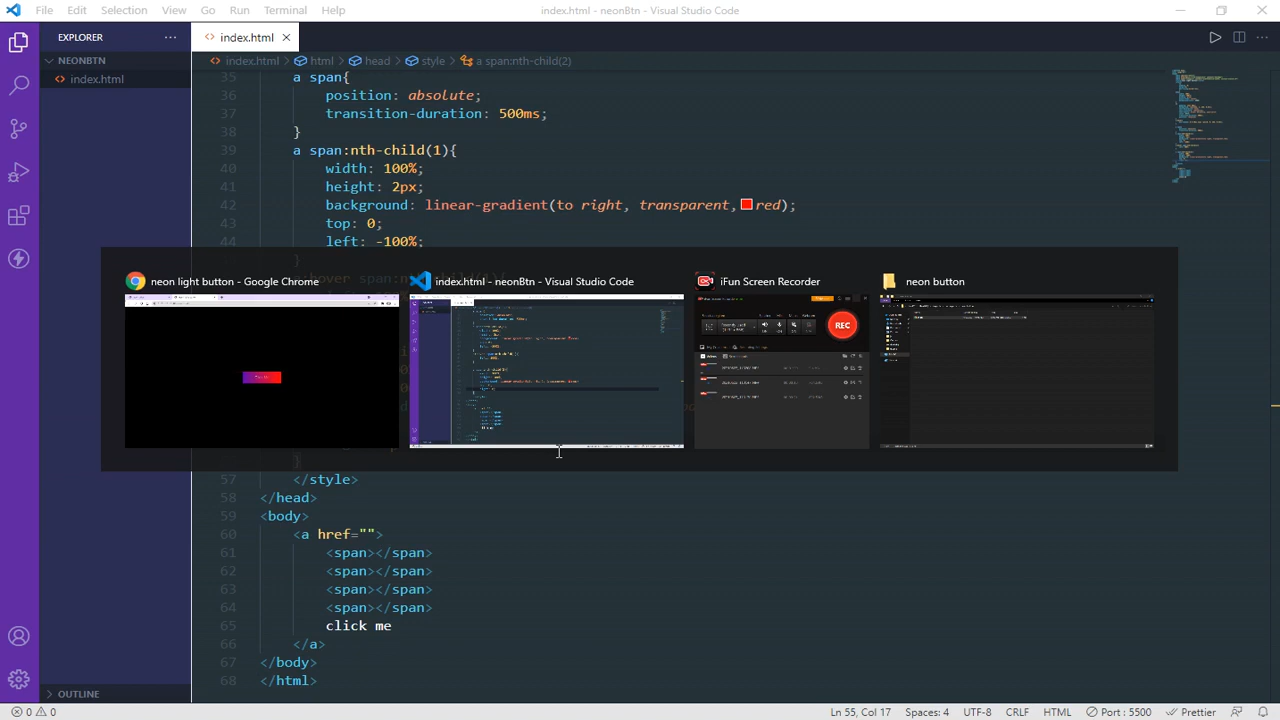 File Edit Selection View Go Run Terminal Help
index.html - neonBtn - Visual Studio Code
EXPLORER
index.html
NEONBTN
index.html
index.html
html
head
style
a span:nth-child(2)
35 a span{
36 position: absolute;
37 transition-duration: 500ms;
38 }
39 a span:nth-child(1){
40 width: 100%;
41 height: 2px;
42 background: linear-gradient(to right, transparent, red);
43 top: 0;
44 left: -100%;
neon light button - Google Chrome
index.html - neonBtn - Visual Studio Code
iFun Screen Recorder
neon button
REC
57 </style>
58 </head>
59 <body>
60 <a href="">
61 <span></span>
62 <span></span>
63 <span></span>
64 <span></span>
65 click me
66 </a>
67 </body>
68 </html>
OUTLINE
0 0
Ln 55, Col 17
Spaces: 4
UTF-8
CRLF
HTML
Port : 5500
Prettier